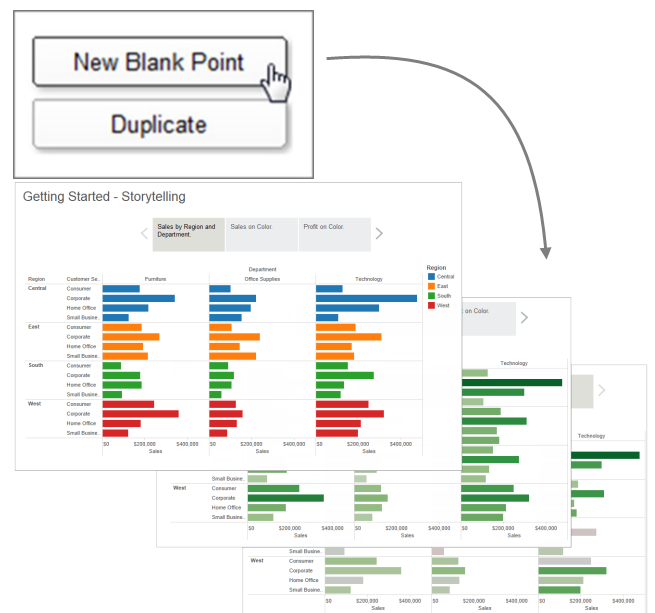 New Blank Point
Duplicate
Getting Started - Storytelling
Sales by Region and
Department.
Sales on Color.
Profit on Color.
Department
Region Customer Se.. Furniture Office Supplies Technology
Central Consumer
Corporate
Home Office
Small Busine..
East Consumer
Corporate
Home Office
Small Busine..
South Consumer
Corporate
Home Office
Small Busine..
West Consumer
Corporate
Home Office
Small Busine..
$0 $200,000 $400,000 $0 $200,000 $400,000 $0 $200,000 $400,000
Sales Sales Sales
Region
Central
East
South
West
on Color.
Technology
Small Busine..
West Consumer
Corporate
Home Office
Small Busine..
$0 $200,000 $400,000 $0 $200,000 $400,000 $0 $200,000 $400,000
Sales Sales Sales
Technology
Small Busine..
West Consumer
Corporate
Home Office
Small Busine..
$0 $200,000 $400,000 $0 $200,000 $400,000 $0 $200,000 $400,000
Sales Sales Sales